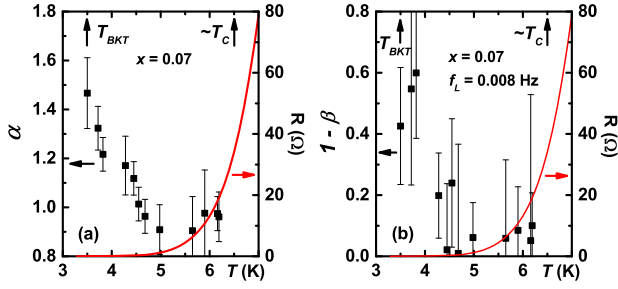 1.8
1.6
1.4
1.2
1.0
0.8
α
T_BKT
~T_C
x = 0.07
(a)
80
60
40
20
0
R (Ω)
3 4 5 6 T (K)
0.8
0.6
0.4
0.2
0.0
1 - β
T_BKT
~T_C
x = 0.07
f_L = 0.008 Hz
(b)
80
60
40
20
0
R (Ω)
3 4 5 6 T (K)